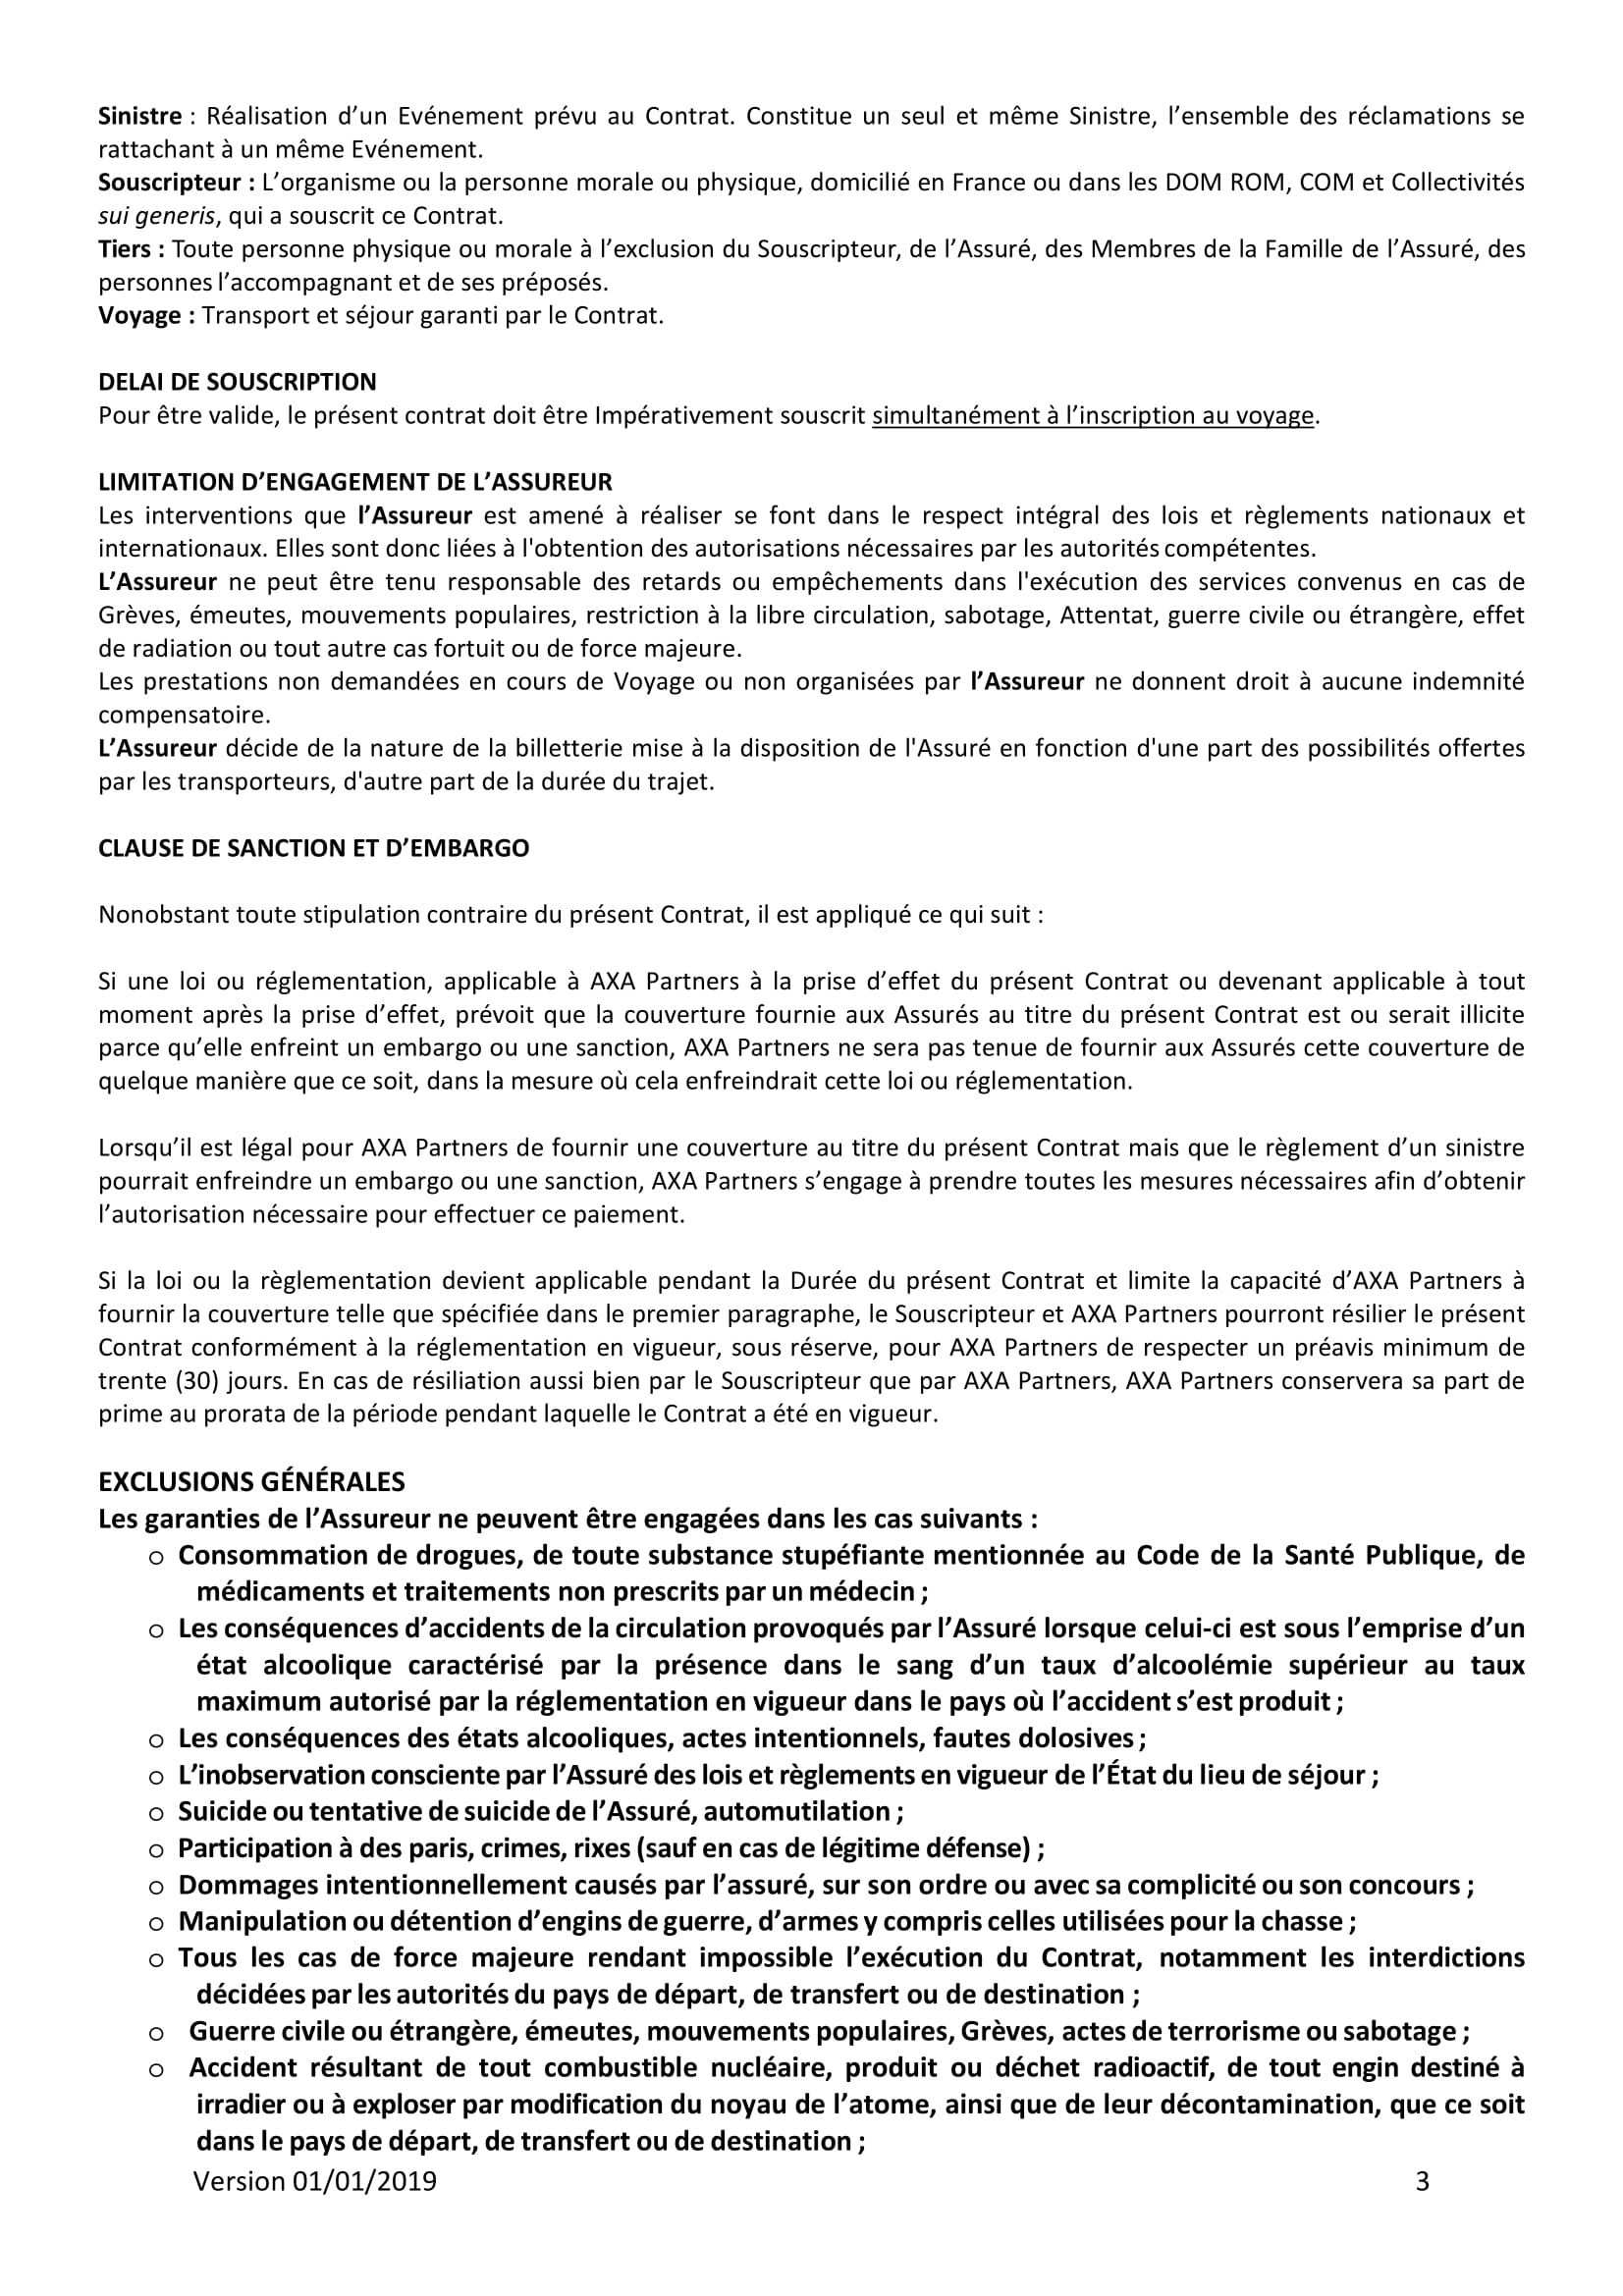 Sinistre : Réalisation d’un Evénement prévu au Contrat. Constitue un seul et même Sinistre, l’ensemble des réclamations se
rattachant à un même Evénement.
Souscripteur : L’organisme ou la personne morale ou physique, domicilié en France ou dans les DOM ROM, COM et Collectivités
sui generis, qui a souscrit ce Contrat.
Tiers : Toute personne physique ou morale à l’exclusion du Souscripteur, de l’Assuré, des Membres de la Famille de l’Assuré, des
personnes l’accompagnant et de ses préposés.
Voyage : Transport et séjour garanti par le Contrat.
DELAI DE SOUSCRIPTION
Pour être valide, le présent contrat doit être Impérativement souscrit simultanément à l’inscription au voyage.
LIMITATION D’ENGAGEMENT DE L’ASSUREUR
Les interventions que l’Assureur est amené à réaliser se font dans le respect intégral des lois et règlements nationaux et
internationaux. Elles sont donc liées à l'obtention des autorisations nécessaires par les autorités compétentes.
L’Assureur ne peut être tenu responsable des retards ou empêchements dans l'exécution des services convenus en cas de
Grèves, émeutes, mouvements populaires, restriction à la libre circulation, sabotage, Attentat, guerre civile ou étrangère, effet
de radiation ou tout autre cas fortuit ou de force majeure.
Les prestations non demandées en cours de Voyage ou non organisées par l’Assureur ne donnent droit à aucune indemnité
compensatoire.
L’Assureur décide de la nature de la billetterie mise à la disposition de l'Assuré en fonction d'une part des possibilités offertes
par les transporteurs, d'autre part de la durée du trajet.
CLAUSE DE SANCTION ET D’EMBARGO
Nonobstant toute stipulation contraire du présent Contrat, il est appliqué ce qui suit :
Si une loi ou réglementation, applicable à AXA Partners à la prise d’effet du présent Contrat ou devenant applicable à tout
moment après la prise d’effet, prévoit que la couverture fournie aux Assurés au titre du présent Contrat est ou serait illicite
parce qu’elle enfreint un embargo ou une sanction, AXA Partners ne sera pas tenue de fournir aux Assurés cette couverture de
quelque manière que ce soit, dans la mesure où cela enfreindrait cette loi ou réglementation.
Lorsqu’il est légal pour AXA Partners de fournir une couverture au titre du présent Contrat mais que le règlement d’un sinistre
pourrait enfreindre un embargo ou une sanction, AXA Partners s’engage à prendre toutes les mesures nécessaires afin d’obtenir
l’autorisation nécessaire pour effectuer ce paiement.
Si la loi ou la règlementation devient applicable pendant la Durée du présent Contrat et limite la capacité d’AXA Partners à
fournir la couverture telle que spécifiée dans le premier paragraphe, le Souscripteur et AXA Partners pourront résilier le présent
Contrat conformément à la réglementation en vigueur, sous réserve, pour AXA Partners de respecter un préavis minimum de
trente (30) jours. En cas de résiliation aussi bien par le Souscripteur que par AXA Partners, AXA Partners conservera sa part de
prime au prorata de la période pendant laquelle le Contrat a été en vigueur.
EXCLUSIONS GÉNÉRALES
Les garanties de l’Assureur ne peuvent être engagées dans les cas suivants :
o Consommation de drogues, de toute substance stupéfiante mentionnée au Code de la Santé Publique, de
médicaments et traitements non prescrits par un médecin ;
o Les conséquences d’accidents de la circulation provoqués par l’Assuré lorsque celui-ci est sous l’emprise d’un
état alcoolique caractérisé par la présence dans le sang d’un taux d’alcoolémie supérieur au taux
maximum autorisé par la réglementation en vigueur dans le pays où l’accident s’est produit ;
o Les conséquences des états alcooliques, actes intentionnels, fautes dolosives ;
o L’inobservation consciente par l’Assuré des lois et règlements en vigueur de l’État du lieu de séjour ;
o Suicide ou tentative de suicide de l’Assuré, automutilation ;
o Participation à des paris, crimes, rixes (sauf en cas de légitime défense) ;
o Dommages intentionnellement causés par l’assuré, sur son ordre ou avec sa complicité ou son concours ;
o Manipulation ou détention d’engins de guerre, d’armes y compris celles utilisées pour la chasse ;
o Tous les cas de force majeure rendant impossible l’exécution du Contrat, notamment les interdictions
décidées par les autorités du pays de départ, de transfert ou de destination ;
o Guerre civile ou étrangère, émeutes, mouvements populaires, Grèves, actes de terrorisme ou sabotage ;
o Accident résultant de tout combustible nucléaire, produit ou déchet radioactif, de tout engin destiné à
irradier ou à exploser par modification du noyau de l’atome, ainsi que de leur décontamination, que ce soit
dans le pays de départ, de transfert ou de destination ;
Version 01/01/2019 3